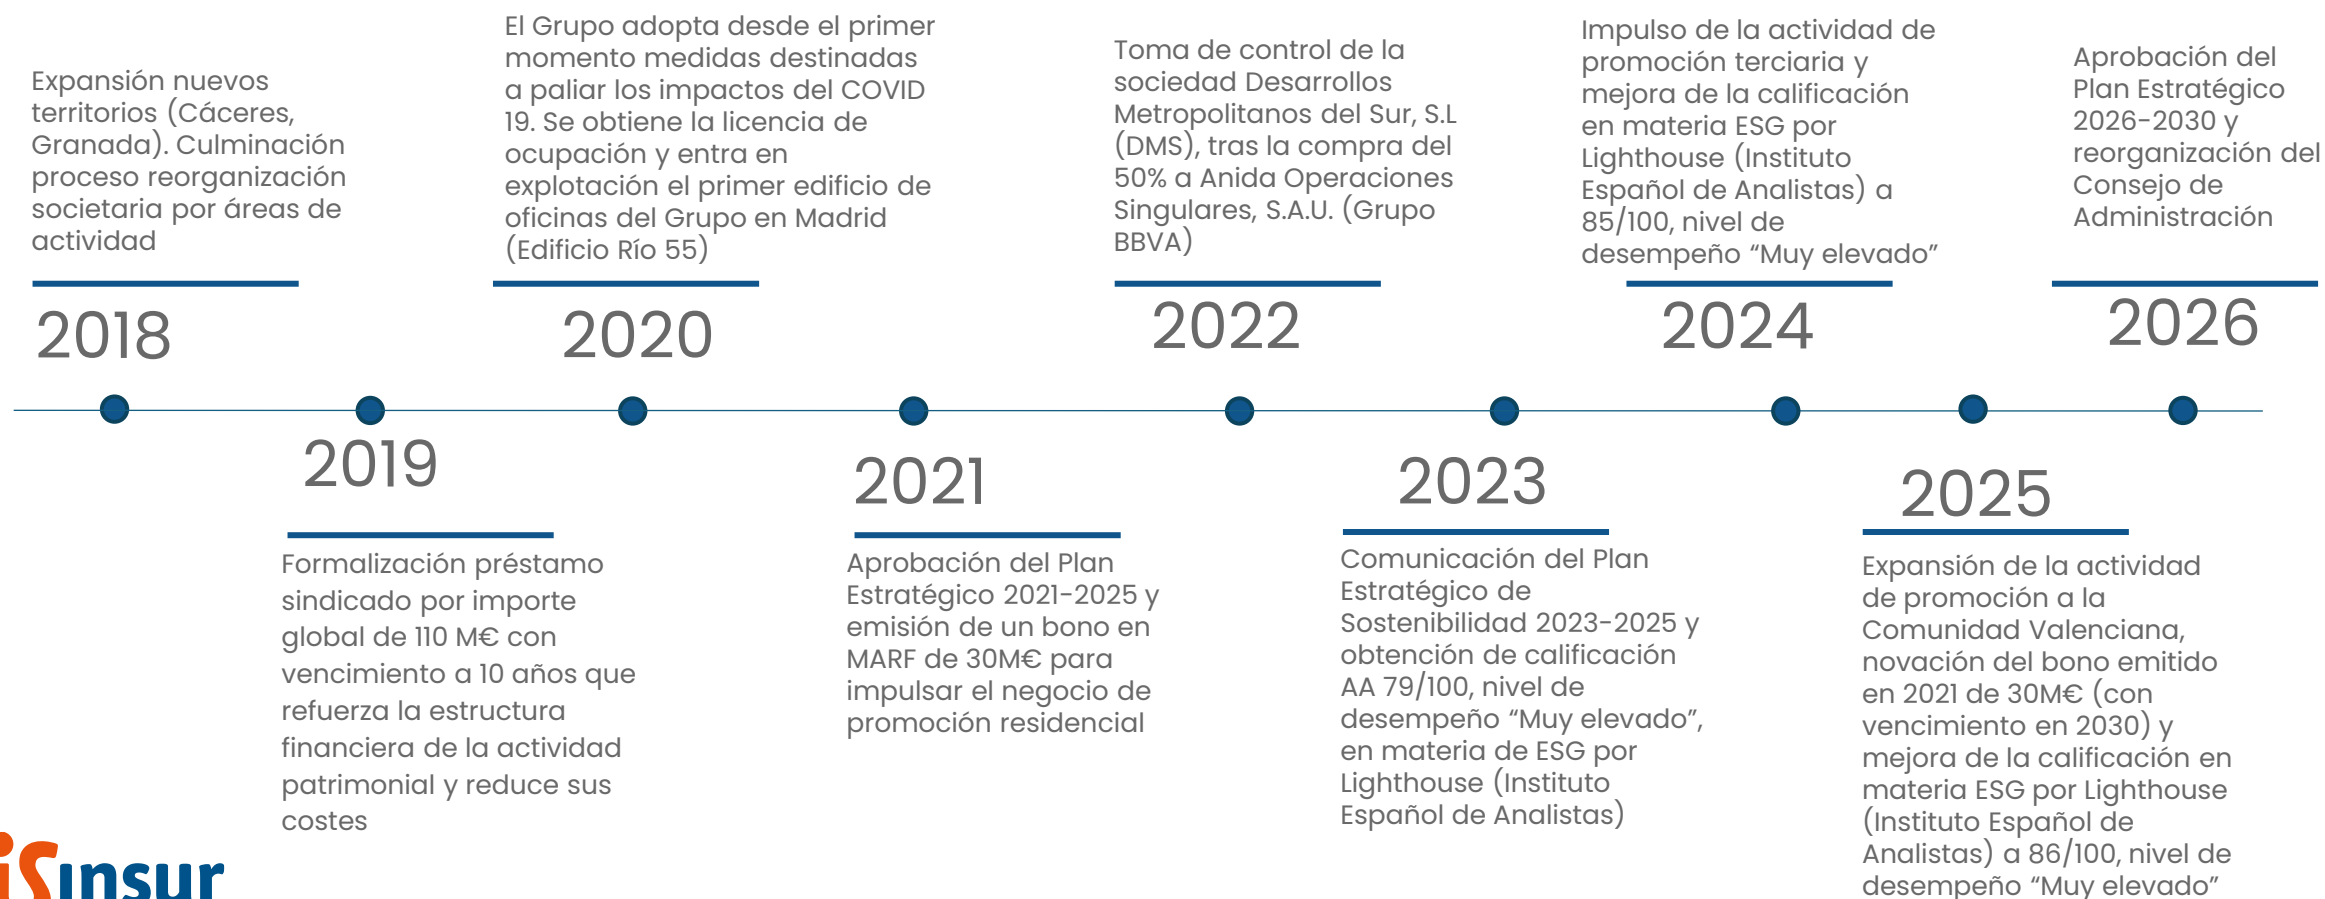 Expansión nuevos
territorios (Cáceres,
Granada). Culminación
proceso reorganización
societaria por áreas de
actividad
2018
El Grupo adopta desde el primer
momento medidas destinadas
a paliar los impactos del COVID
19. Se obtiene la licencia de
ocupación y entra en
explotación el primer edificio de
oficinas del Grupo en Madrid
(Edificio Río 55)
2020
Toma de control de la
sociedad Desarrollos
Metropolitanos del Sur, S.L
(DMS), tras la compra del
50% a Anida Operaciones
Singulares, S.A.U. (Grupo
BBVA)
2022
Impulso de la actividad de
promoción terciaria y
mejora de la calificación
en materia ESG por
Lighthouse (Instituto
Español de Analistas) a
85/100, nivel de
desempeño “Muy elevado”
2024
Aprobación del
Plan Estratégico
2026-2030 y
reorganización del
Consejo de
Administración
2026
2019
Formalización préstamo
sindicado por importe
global de 110 M€ con
vencimiento a 10 años que
refuerza la estructura
financiera de la actividad
patrimonial y reduce sus
costes
2021
Aprobación del Plan
Estratégico 2021-2025 y
emisión de un bono en
MARF de 30M€ para
impulsar el negocio de
promoción residencial
2023
Comunicación del Plan
Estratégico de
Sostenibilidad 2023-2025 y
obtención de calificación
AA 79/100, nivel de
desempeño “Muy elevado”,
en materia de ESG por
Lighthouse (Instituto
Español de Analistas)
2025
Expansión de la actividad
de promoción a la
Comunidad Valenciana,
novación del bono emitido
en 2021 de 30M€ (con
vencimiento en 2030) y
mejora de la calificación en
materia ESG por Lighthouse
(Instituto Español de
Analistas) a 86/100, nivel de
desempeño “Muy elevado”
insur